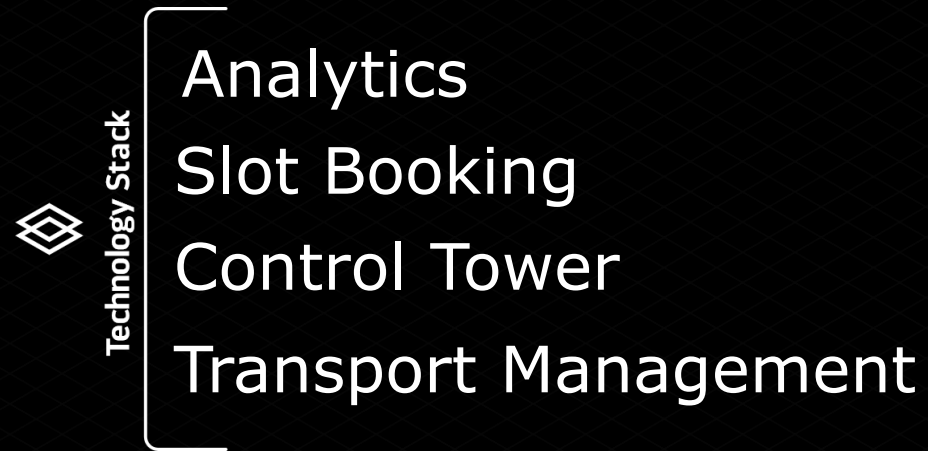 Technology Stack
Analytics
Slot Booking
Control Tower
Transport Management